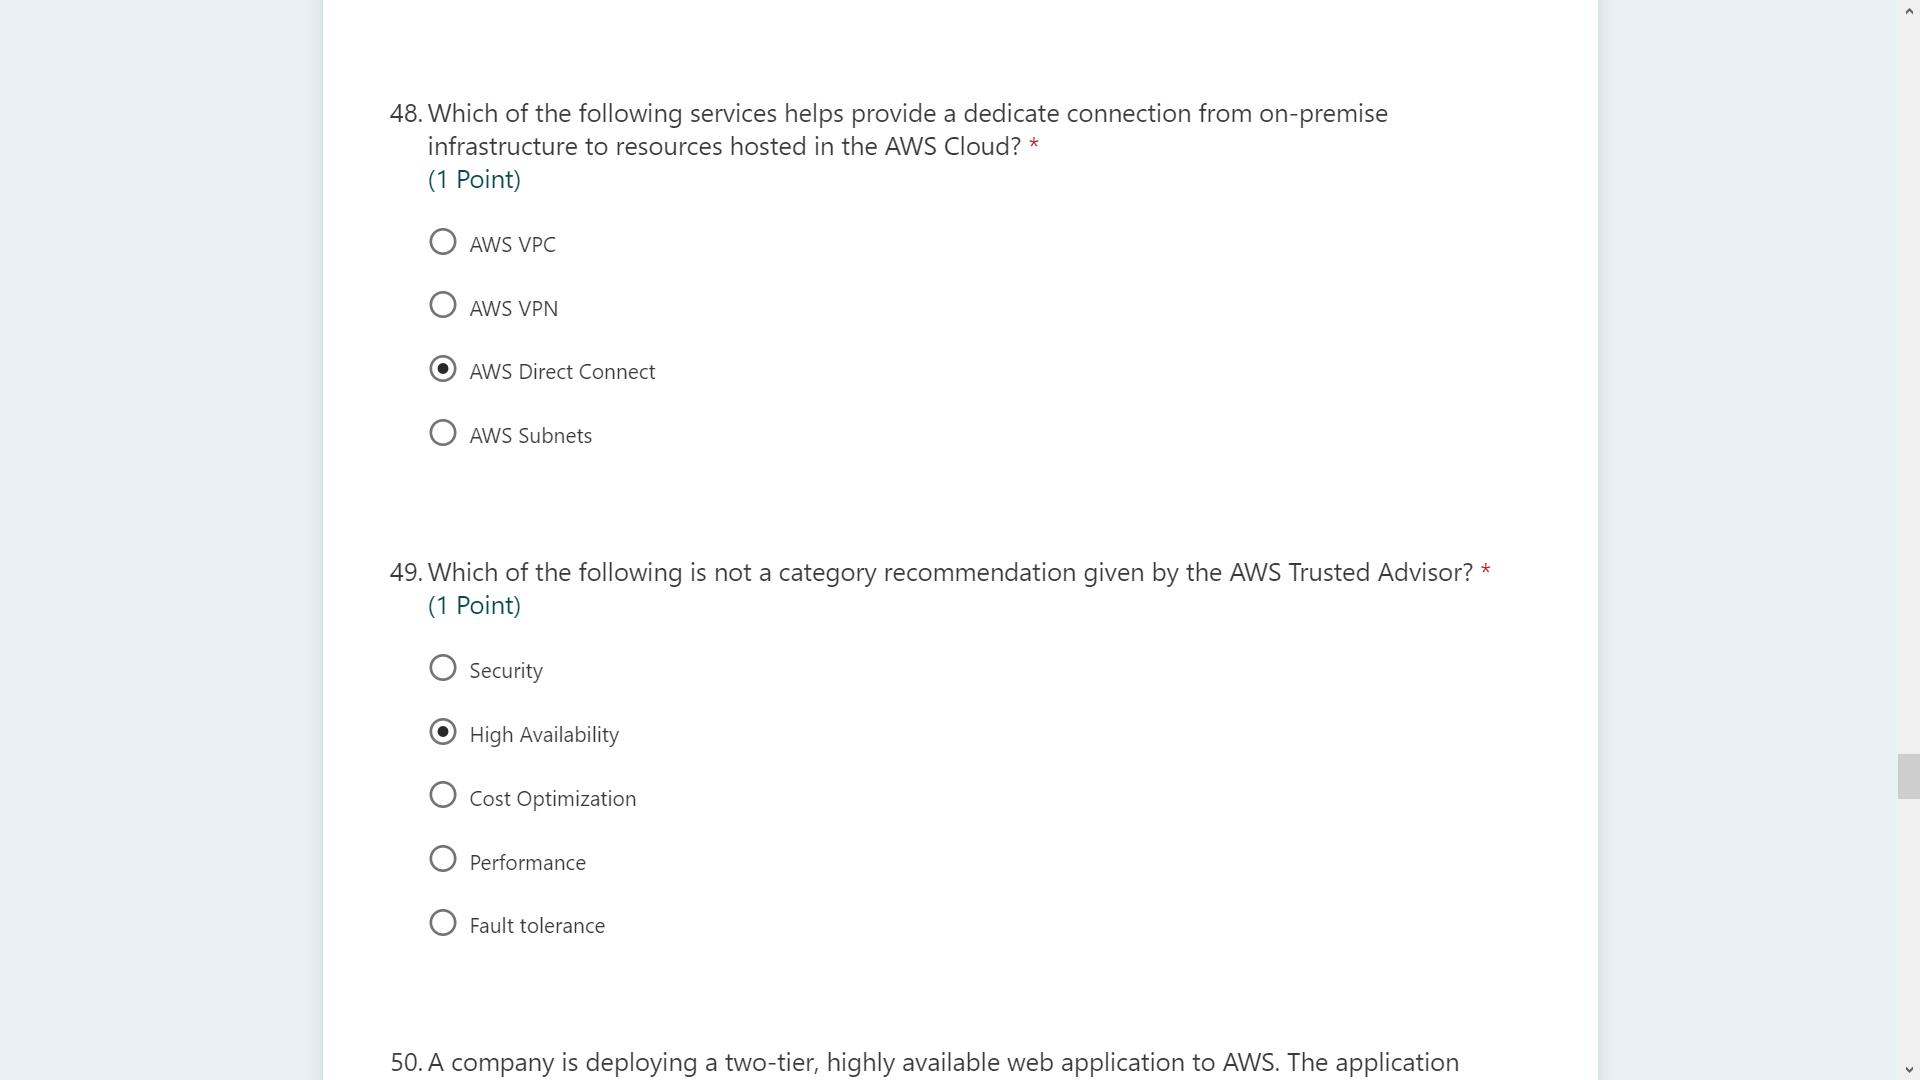 48. Which of the following services helps provide a dedicate connection from on-premise
infrastructure to resources hosted in the AWS Cloud? *
(1 Point)
AWS VPC
AWS VPN
AWS Direct Connect
AWS Subnets
49. Which of the following is not a category recommendation given by the AWS Trusted Advisor? *
(1 Point)
Security
High Availability
Cost Optimization
Performance
Fault tolerance
50. A company is deploying a two-tier, highly available web application to AWS. The application